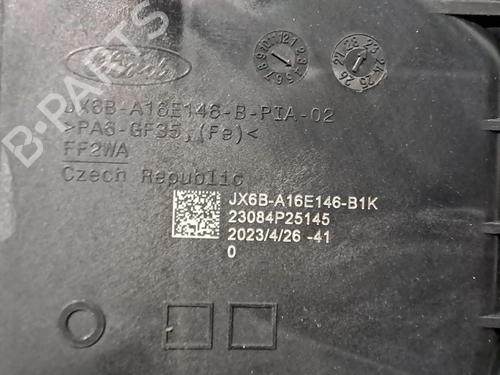 Ford
JX6B-A16E146-B-PIA-02
>PA6-GF35,(Fe)<
FF2WA
Czech Republic
JX6B-A16E146-B1K
23084P25145
2023/4/26 -41
0
B-PARTS